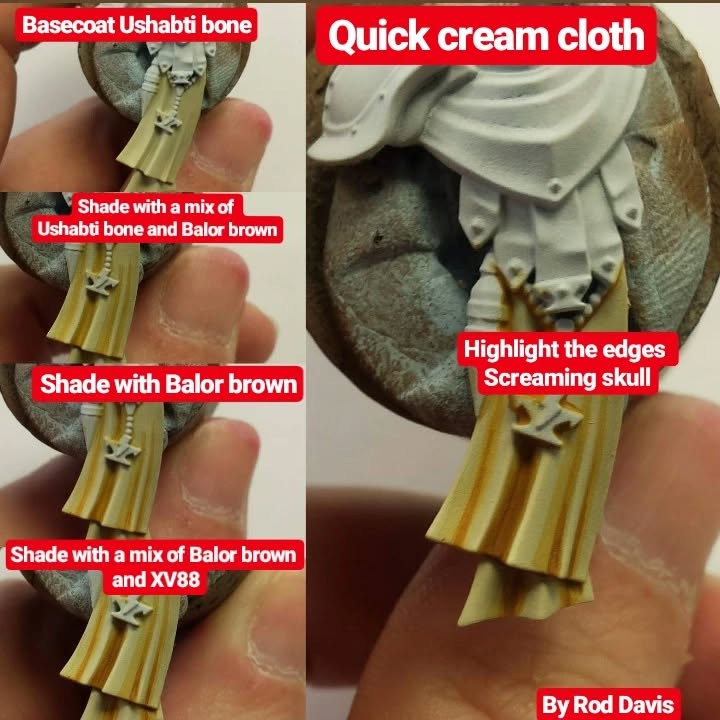 Basecoat Ushabti bone
Quick cream cloth
Shade with a mix of
Ushabti bone and Balor brown
Shade with Balor brown
Highlight the edges
Screaming skull
Shade with a mix of Balor brown
and XV88
By Rod Davis